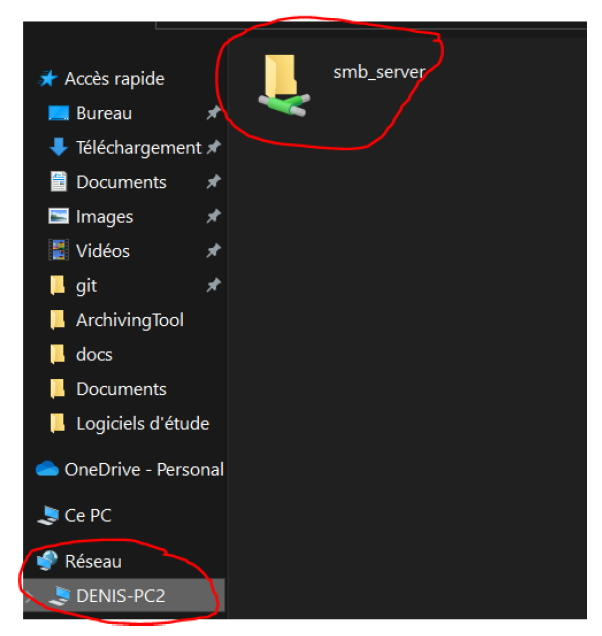 smb_server
Accès rapide
Bureau
Téléchargement
Documents
Images
Vidéos
git
ArchivingTool
docs
Documents
Logiciels d'étude
OneDrive - Personal
Ce PC
Réseau
DENIS-PC2